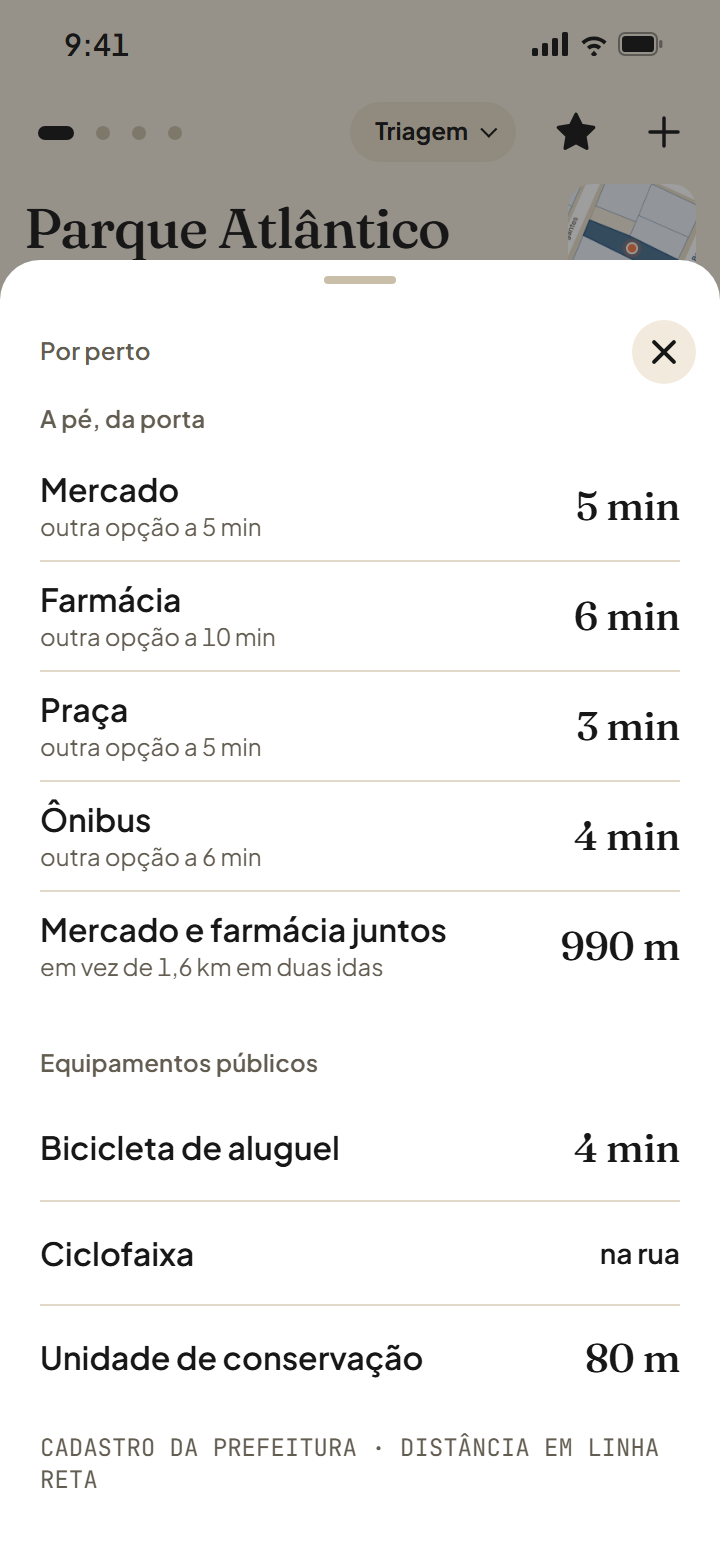 9:41
Triagem
Parque Atlântico
Por perto
A pé, da porta
Mercado
outra opção a 5 min
5 min
Farmácia
outra opção a 10 min
6 min
Praça
outra opção a 5 min
3 min
Ônibus
outra opção a 6 min
4 min
Mercado e farmácia juntos
em vez de 1,6 km em duas idas
990 m
Equipamentos públicos
Bicicleta de aluguel
4 min
Ciclofaixa
na rua
Unidade de conservação
80 m
CADASTRO DA PREFEITURA · DISTÂNCIA EM LINHA
RETA